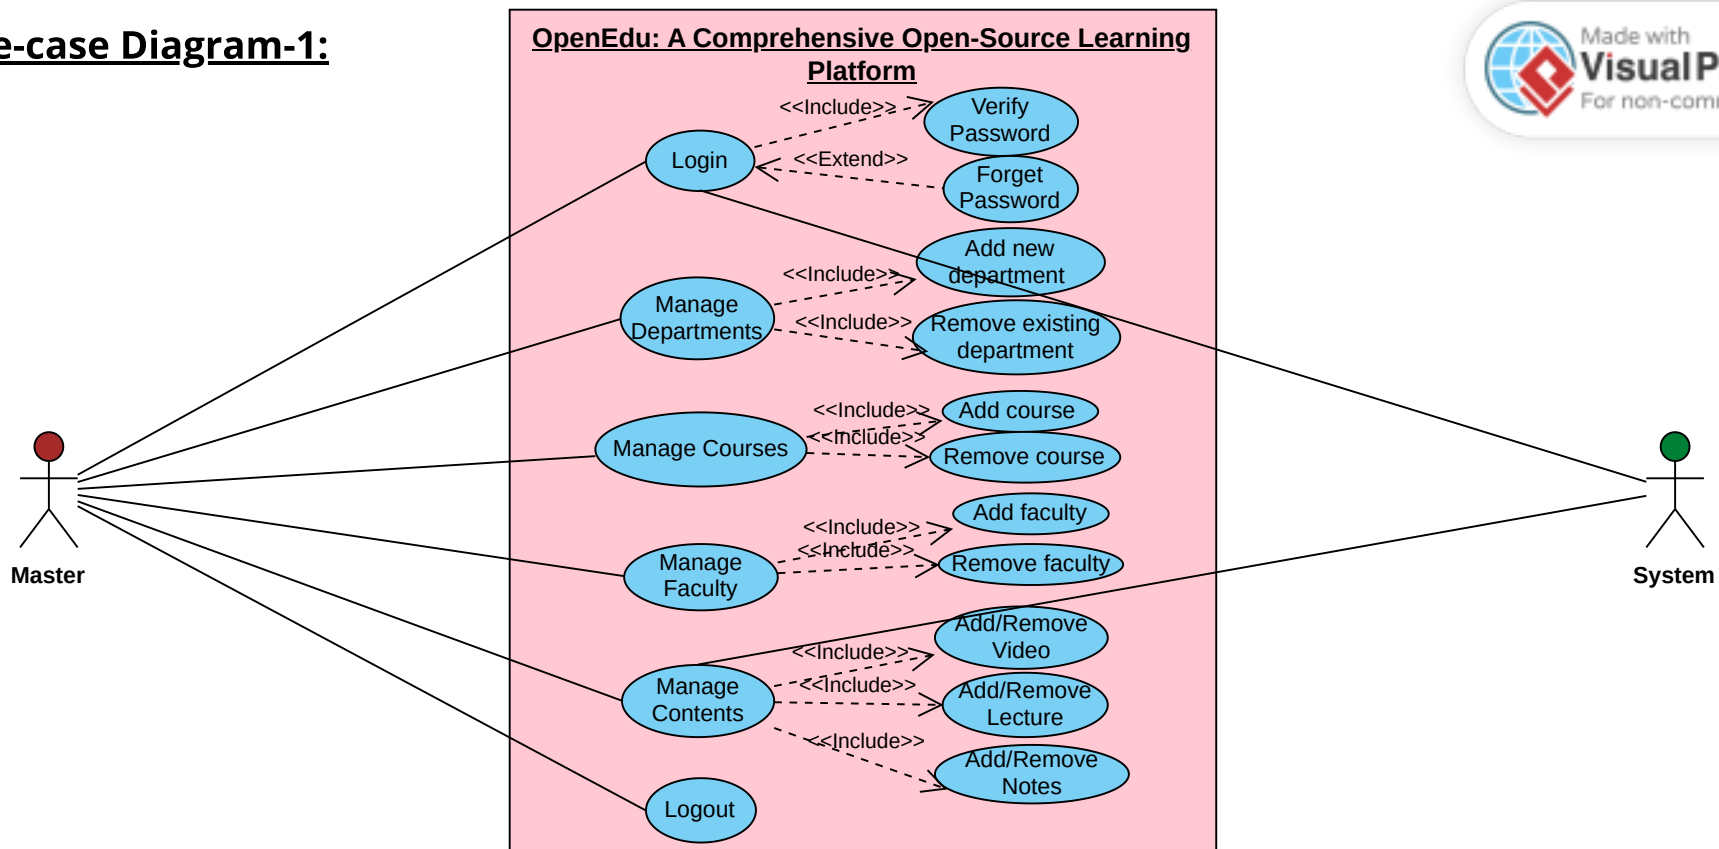 e-case Diagram-1:
OpenEdu: A Comprehensive Open-Source Learning
Platform
Made with
Visual P
For non-comm
<<Include>>
Verify
Password
Login
<<Extend>>
Forget
Password
Add new
department
<<Include>>
Manage
Departments
<<Include>>
Remove existing
department
<<Include>>
Add course
<<Include>>
Manage Courses
Remove course
Add faculty
<<Include>>
<<Include>>
Manage
Faculty
Remove faculty
Master
System
Add/Remove
Video
<<Include>>
Manage
Contents
<<Include>>
Add/Remove
Lecture
<<Include>>
Add/Remove
Notes
Logout